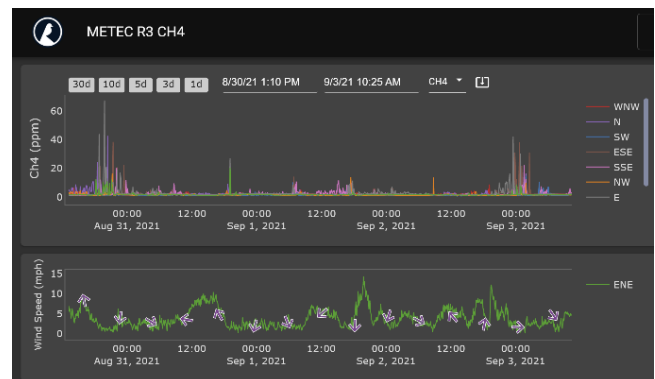 METEC R3 CH4
30d 10d 5d 3d 1d 8/30/21 1:10 PM 9/3/21 10:25 AM CH4
Ch4 (ppm)
60
40
20
0
WNW
N
SW
ESE
SSE
NW
E
00:00 12:00 00:00 12:00 00:00 12:00 00:00
Aug 31, 2021 Sep 1, 2021 Sep 2, 2021 Sep 3, 2021
Wind Speed (mph)
15
10
5
0
ENE
00:00 12:00 00:00 12:00 00:00 12:00 00:00
Aug 31, 2021 Sep 1, 2021 Sep 2, 2021 Sep 3, 2021